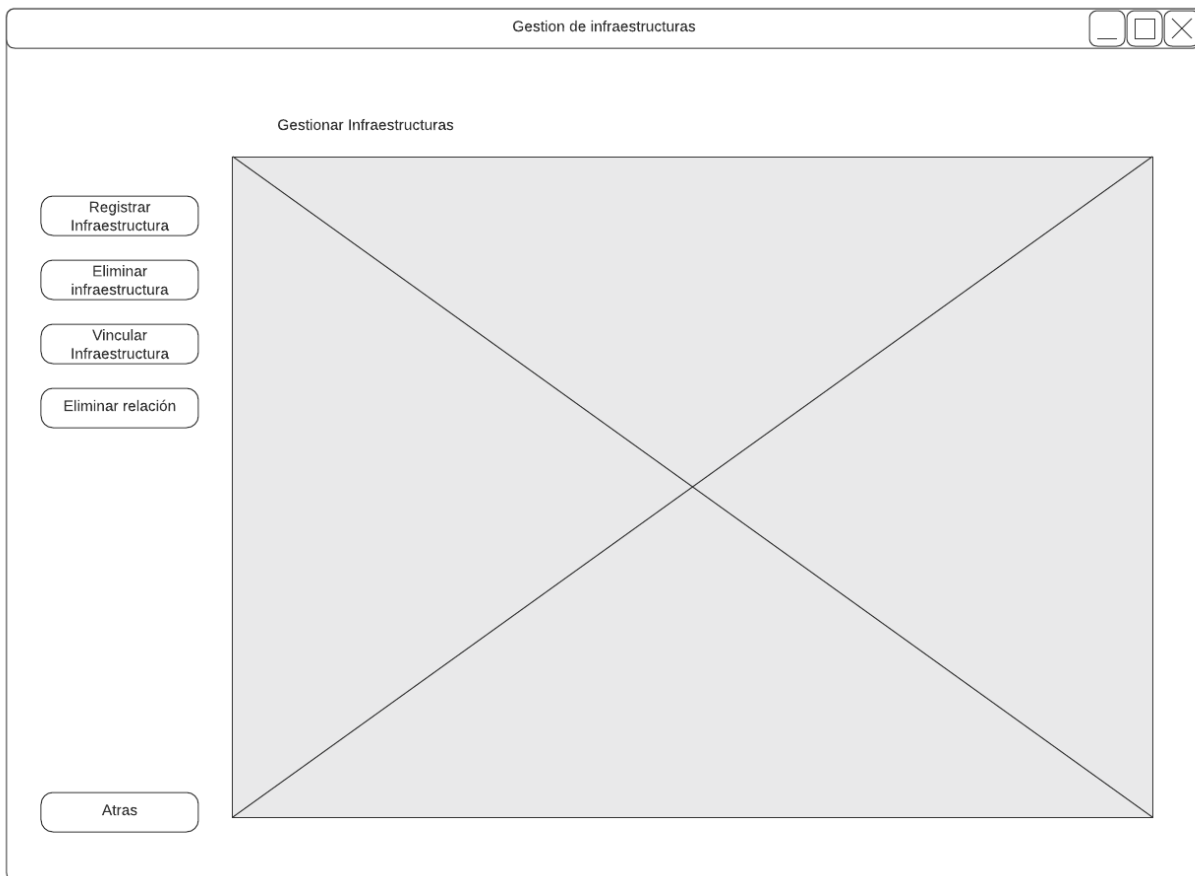 Gestion de infraestructuras
Gestionar Infraestructuras
Registrar
Infraestructura
Eliminar
infraestructura
Vincular
Infraestructura
Eliminar relación
Atras